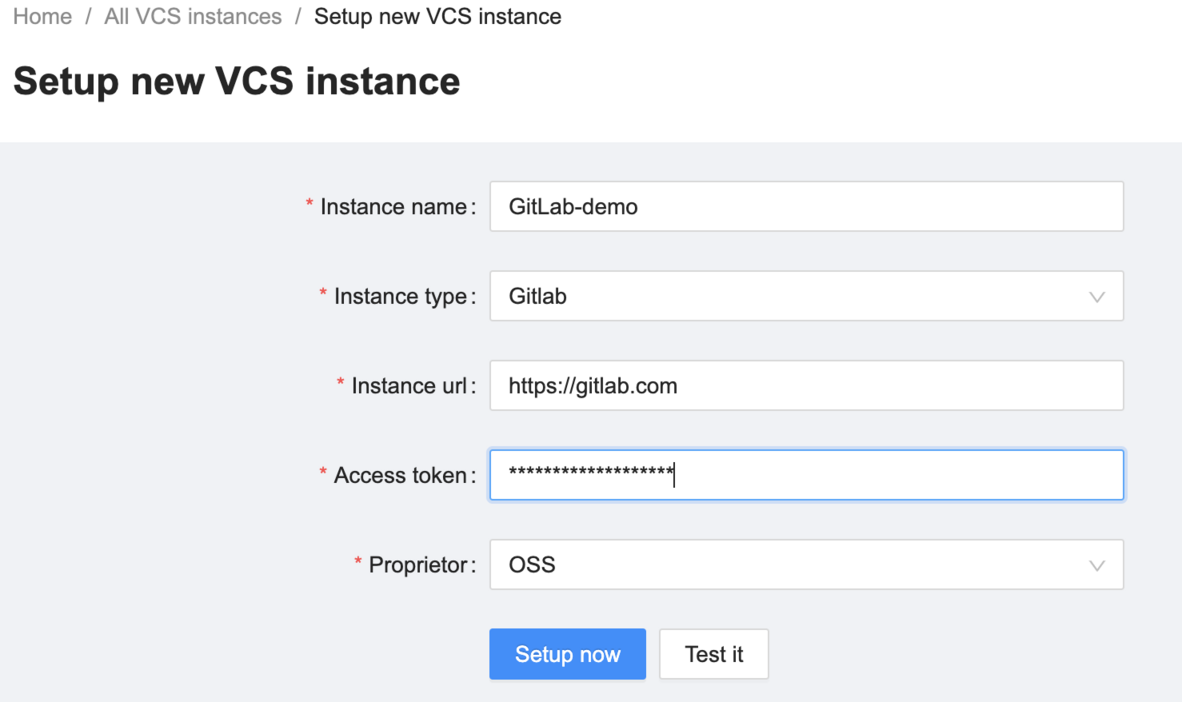 Home / All VCS instances / Setup new VCS instance
Setup new VCS instance
* Instance name: GitLab-demo
* Instance type: Gitlab
* Instance url: https://gitlab.com
* Access token: *******************
* Proprietor: OSS
Setup now Test it